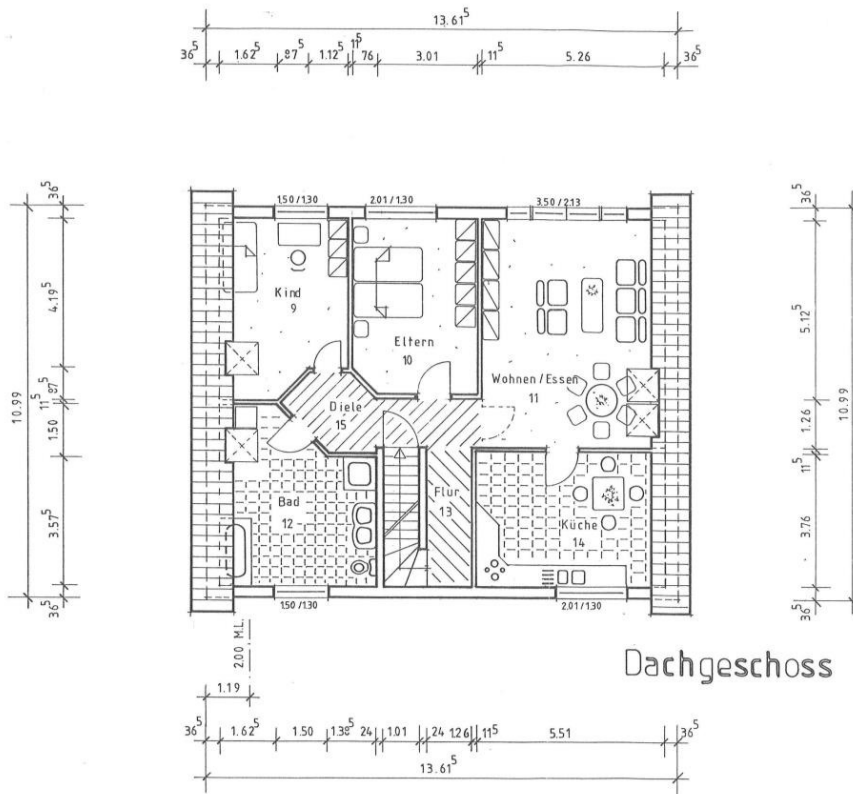 13.61⁵
36⁵ 1.62⁵ 87⁵ 1.12⁵ 11⁵ 76 3.01 11⁵ 5.26 36⁵
1.50/1.30 2.01/1.30 3.50/2.13
36⁵ 4.19⁵ 87⁵ 11⁵ 1.50 3.57⁵ 36⁵
10.99
Kind
9
Eltern
10
Wohnen/Essen
11
Diele
15
Bad
12
Flur
13
Küche
14
36⁵ 5.12⁵ 1.26 11⁵ 3.76 36⁵
10.99
1.50/1.30 2.01/1.30
2.00 M.L.
Dachgeschoss
1.19
36⁵ 1.62⁵ 1.50 1.38⁵ 24 1.01 24 1.26 11⁵ 5.51 36⁵
13.61⁵